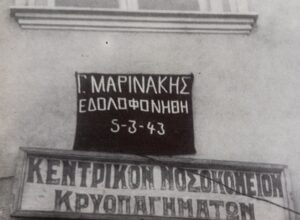 Γ. ΜΑΡΙΝΑΚΗΣ
ΕΔΟΛΟΦΟΝΗΘΗ
5-3-43
ΚΕΝΤΡΙΚΟΝ ΝΟΣΟΚΟΜΕΙΟΝ
ΚΡΥΟΠΑΓΗΜΑΤΩΝ